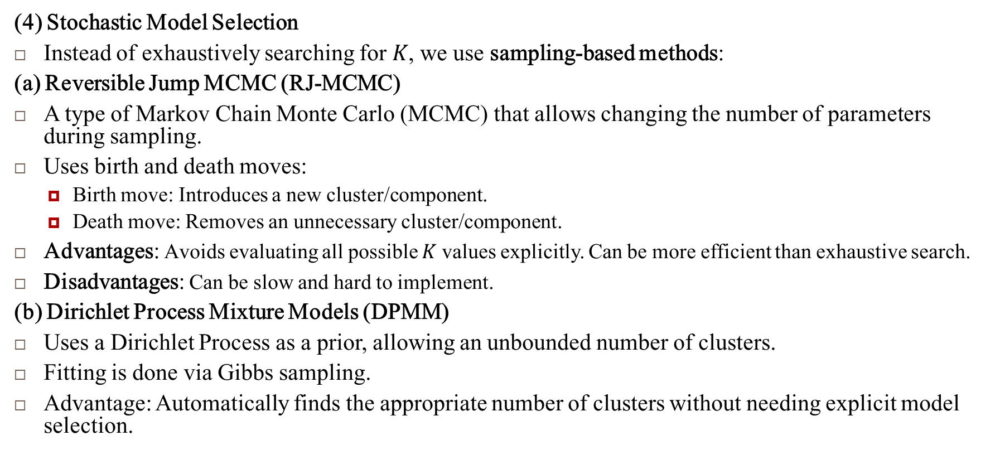 (4) Stochastic Model Selection
Instead of exhaustively searching for K, we use sampling-based methods:
(a) Reversible Jump MCMC (RJ-MCMC)
A type of Markov Chain Monte Carlo (MCMC) that allows changing the number of parameters
during sampling.
Uses birth and death moves:
Birth move: Introduces a new cluster/component.
Death move: Removes an unnecessary cluster/component.
Advantages: Avoids evaluating all possible K values explicitly. Can be more efficient than exhaustive search.
Disadvantages: Can be slow and hard to implement.
(b) Dirichlet Process Mixture Models (DPMM)
Uses a Dirichlet Process as a prior, allowing an unbounded number of clusters.
Fitting is done via Gibbs sampling.
Advantage: Automatically finds the appropriate number of clusters without needing explicit model
selection.